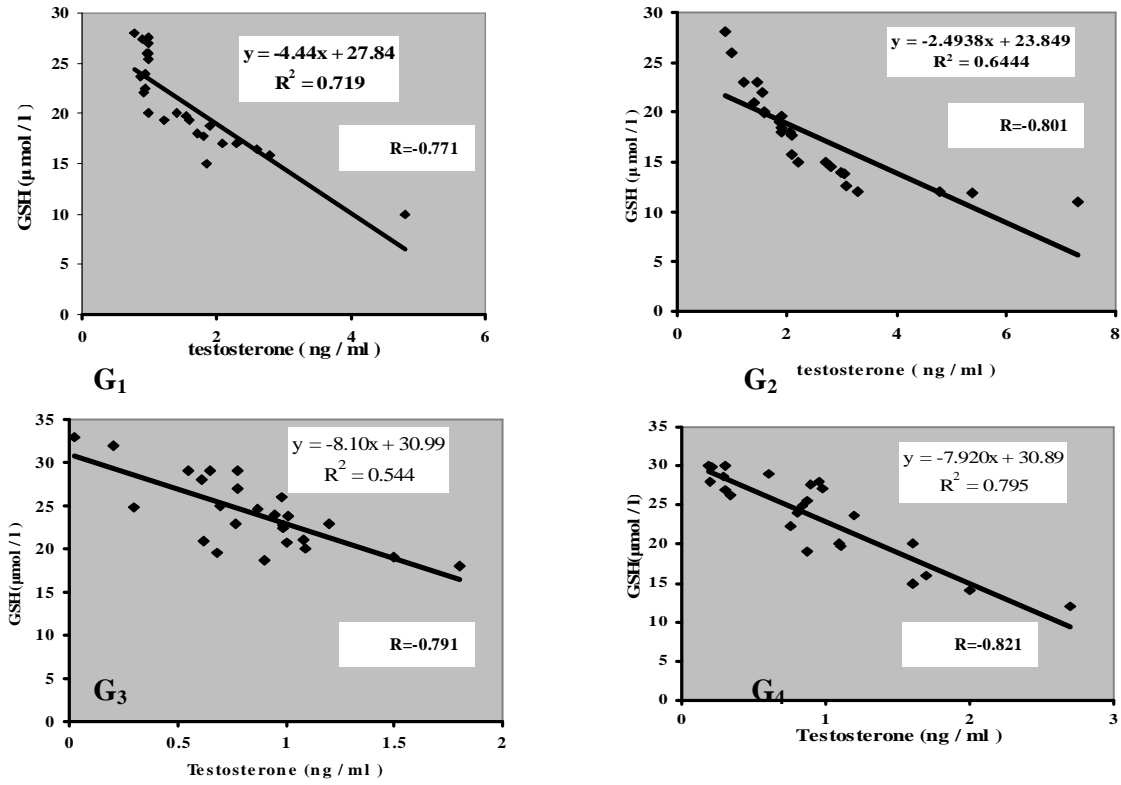 30
25
20
15
10
5
0
GSH (µ mol / l )
y = -4.44x + 27.84
R² = 0.719
R=-0.771
0 2 4 6
testosterone ( ng / ml )
G₁
30
25
20
15
10
5
0
GSH (µ mol / l )
y = -2.4938x + 23.849
R² = 0.6444
R=-0.801
0 2 4 6 8
testosterone ( ng / ml )
G₂
35
30
25
20
15
10
5
0
GSH (µmol / l )
y = -8.10x + 30.99
R² = 0.544
R=-0.791
G₃
0 0.5 1 1.5 2
Testosterone (ng / ml )
35
30
25
20
15
10
5
0
GSH(µmol / l)
y = -7.920x + 30.89
R² = 0.795
R=-0.821
G₄
0 1 2 3
Testosterone (ng / ml )